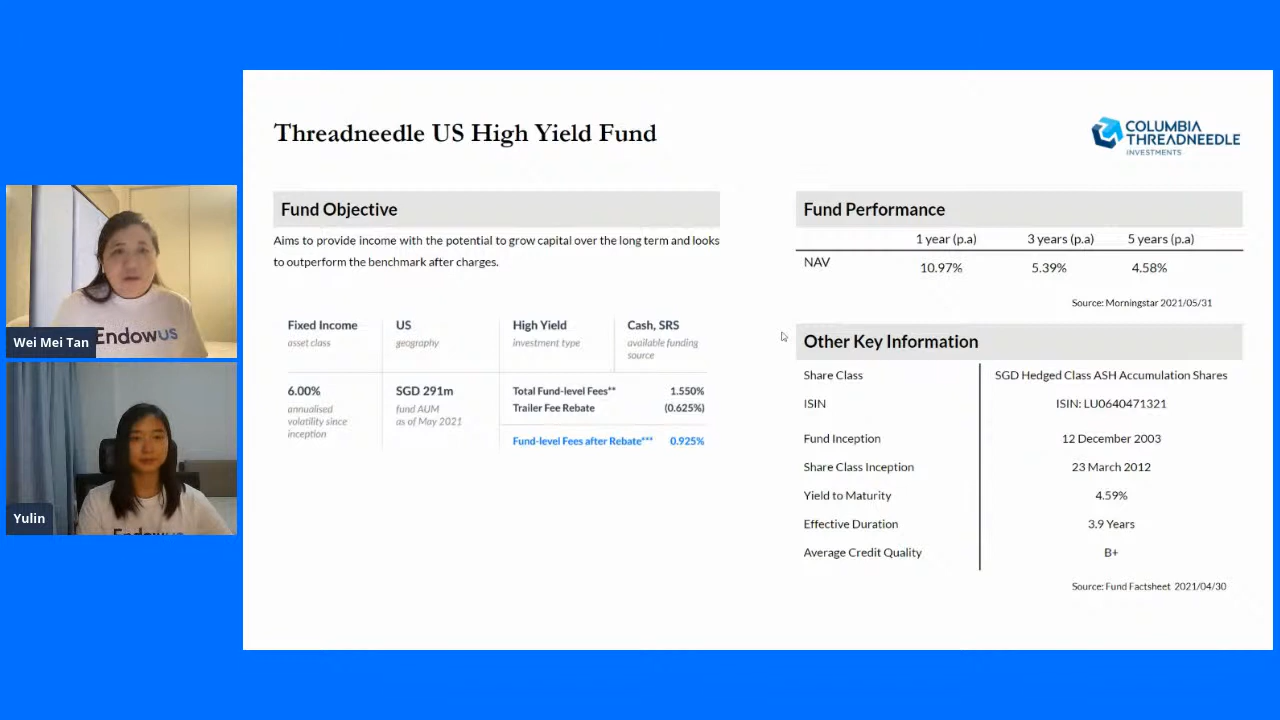 Threadneedle US High Yield Fund
COLUMBIA
THREADNEEDLE
INVESTMENTS
Fund Objective
Aims to provide income with the potential to grow capital over the long term and looks
to outperform the benchmark after charges.
Fixed Income
asset class
US
geography
High Yield
investment type
Cash, SRS
available funding
source
6.00%
annualised
volatility since
inception
SGD 291m
fund AUM
as of May 2021
Total Fund-level Fees** 1.550%
Trailer Fee Rebate (0.625%)
Fund-level Fees after Rebate*** 0.925%
Fund Performance
1 year (p.a) 3 years (p.a) 5 years (p.a)
NAV 10.97% 5.39% 4.58%
Source: Morningstar 2021/05/31
Other Key Information
Share Class SGD Hedged Class ASH Accumulation Shares
ISIN ISIN: LU0640471321
Fund Inception 12 December 2003
Share Class Inception 23 March 2012
Yield to Maturity 4.59%
Effective Duration 3.9 Years
Average Credit Quality B+
Source: Fund Factsheet 2021/04/30
Endowus
Wei Mei Tan
Endowus
Yulin